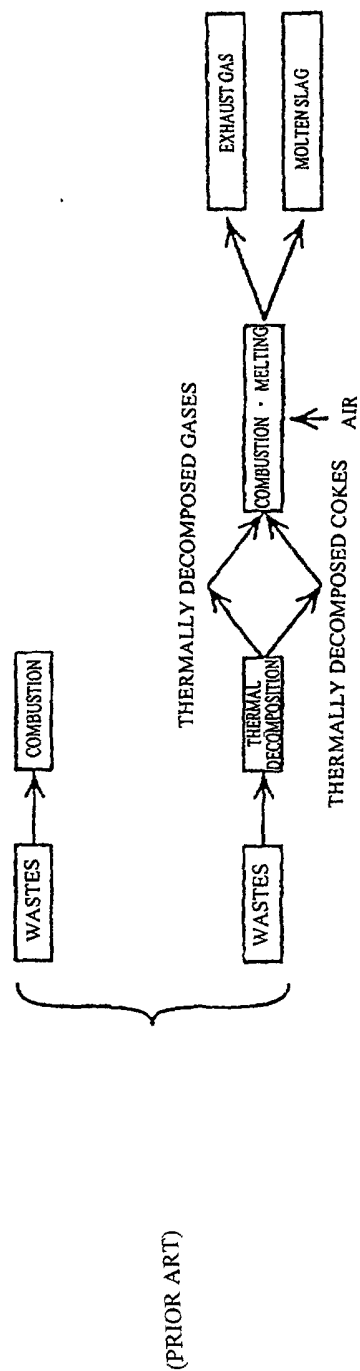 (PRIOR ART)
WASTES
COMBUSTION
WASTES
THERMAL
DECOMPOSITION
THERMALLY DECOMPOSED GASES
THERMALLY DECOMPOSED COKES
COMBUSTION · MELTING
AIR
EXHAUST GAS
MOLTEN SLAG